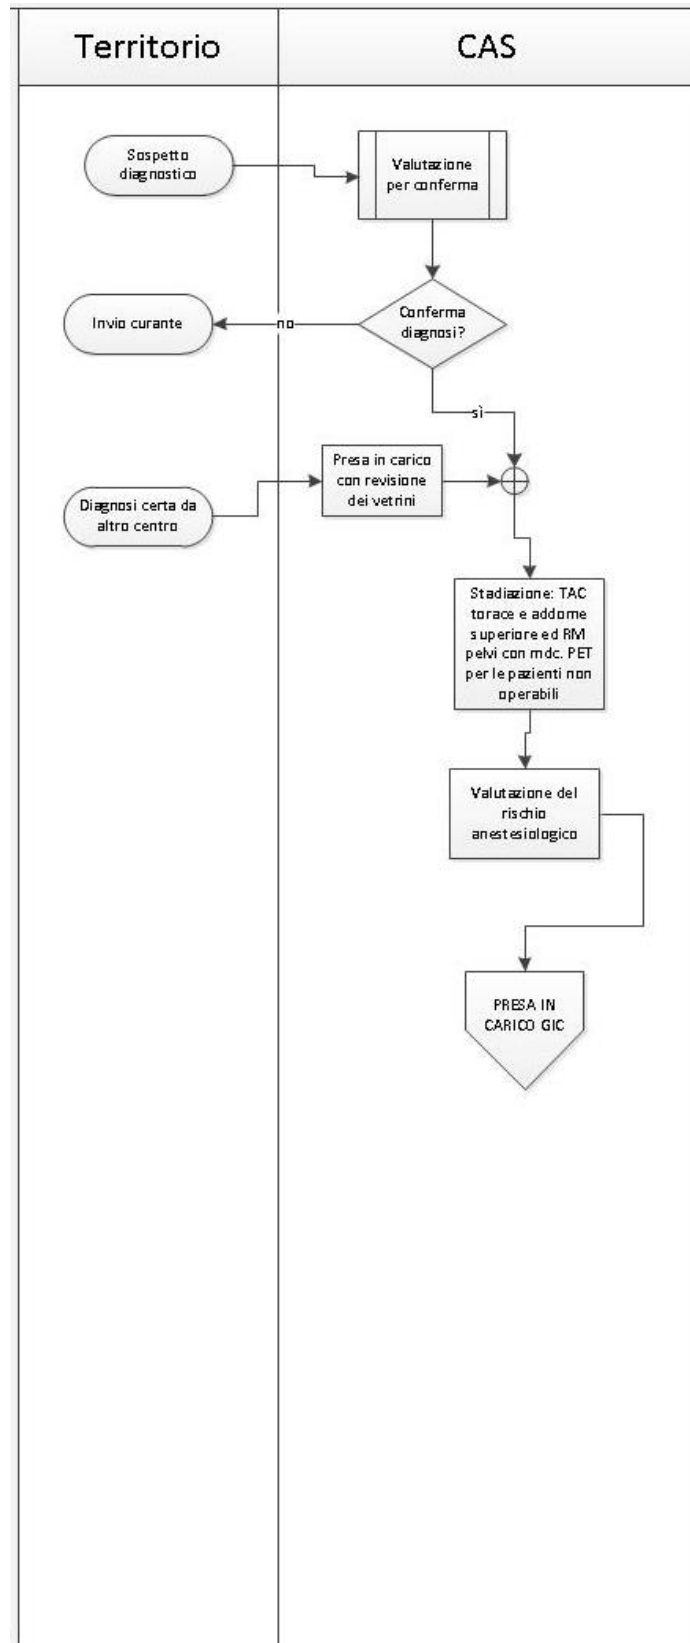 Territorio
CAS
Sospetto
diagnostico
Valutazione
per conferma
Conferma
diagnosi?
no
Invio curante
sì
Presa in carico
con revisione
dei vetrini
Diagnosi certa da
altro centro
Stadiazione: TAC
torace e addome
superiore ed RM
pelvi con mdc. PET
per le pazienti non
operabili
Valutazione del
rischio
anestesiologico
PRESA IN
CARICO GIC